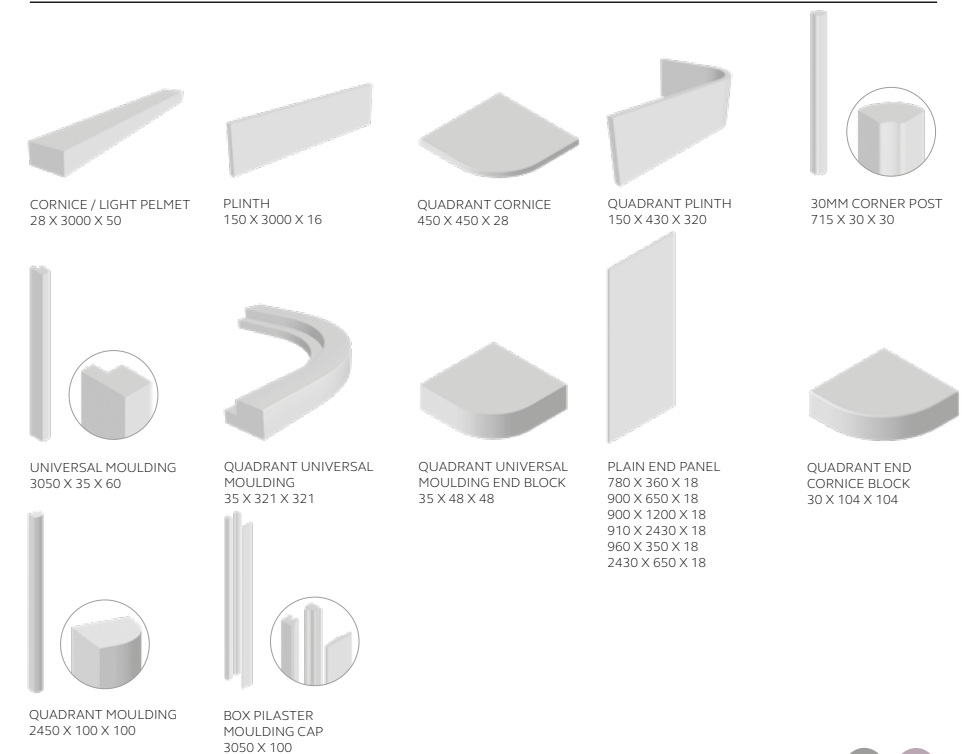 CORNICE / LIGHT PELMET
28 X 3000 X 50
PLINTH
150 X 3000 X 16
QUADRANT CORNICE
450 X 450 X 28
QUADRANT PLINTH
150 X 430 X 320
30MM CORNER POST
715 X 30 X 30
UNIVERSAL MOULDING
3050 X 35 X 60
QUADRANT UNIVERSAL
MOULDING
35 X 321 X 321
QUADRANT UNIVERSAL
MOULDING END BLOCK
35 X 48 X 48
PLAIN END PANEL
780 X 360 X 18
900 X 650 X 18
900 X 1200 X 18
910 X 2430 X 18
960 X 350 X 18
2430 X 650 X 18
QUADRANT END
CORNICE BLOCK
30 X 104 X 104
QUADRANT MOULDING
2450 X 100 X 100
BOX PILASTER
MOULDING CAP
3050 X 100